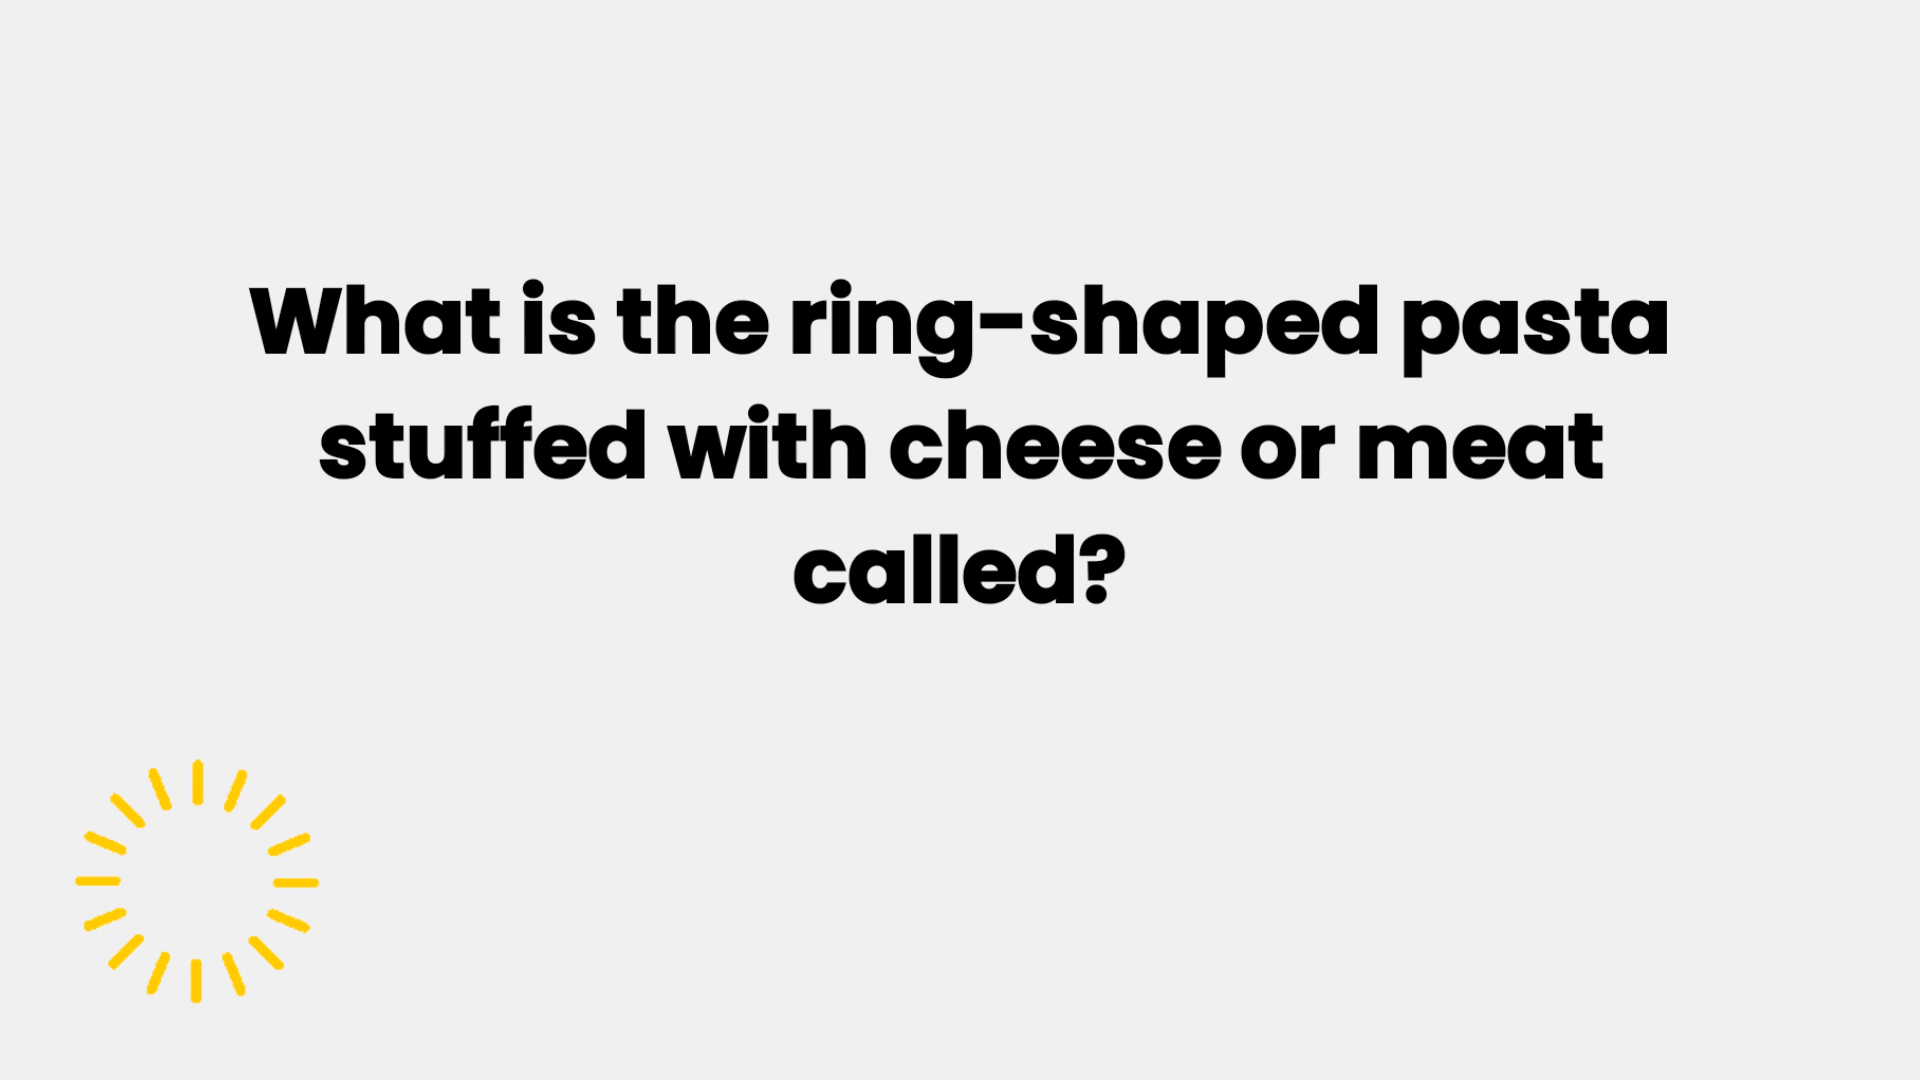 What is the ring-shaped pasta
stuffed with cheese or meat
called?